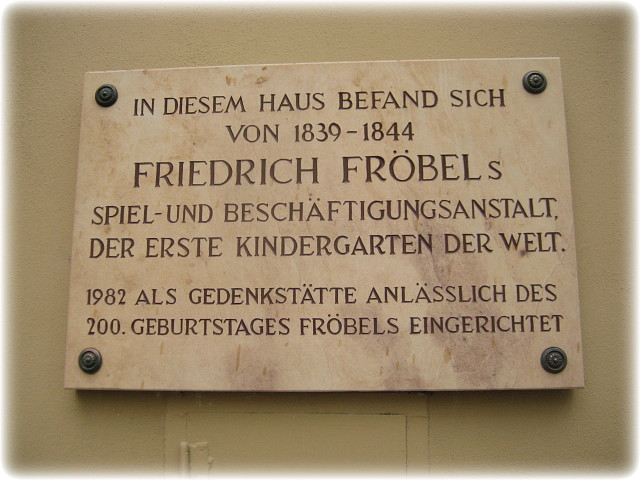 IN DIESEM HAUS BEFAND SICH
VON 1839-1844
FRIEDRICH FRÖBELS
SPIEL-UND BESCHÄFTIGUNGSANSTALT,
DER ERSTE KINDERGARTEN DER WELT.
1982 ALS GEDENKSTÄTTE ANLÄSSLICH DES
200. GEBURTSTAGES FRÖBELS EINGERICHTET